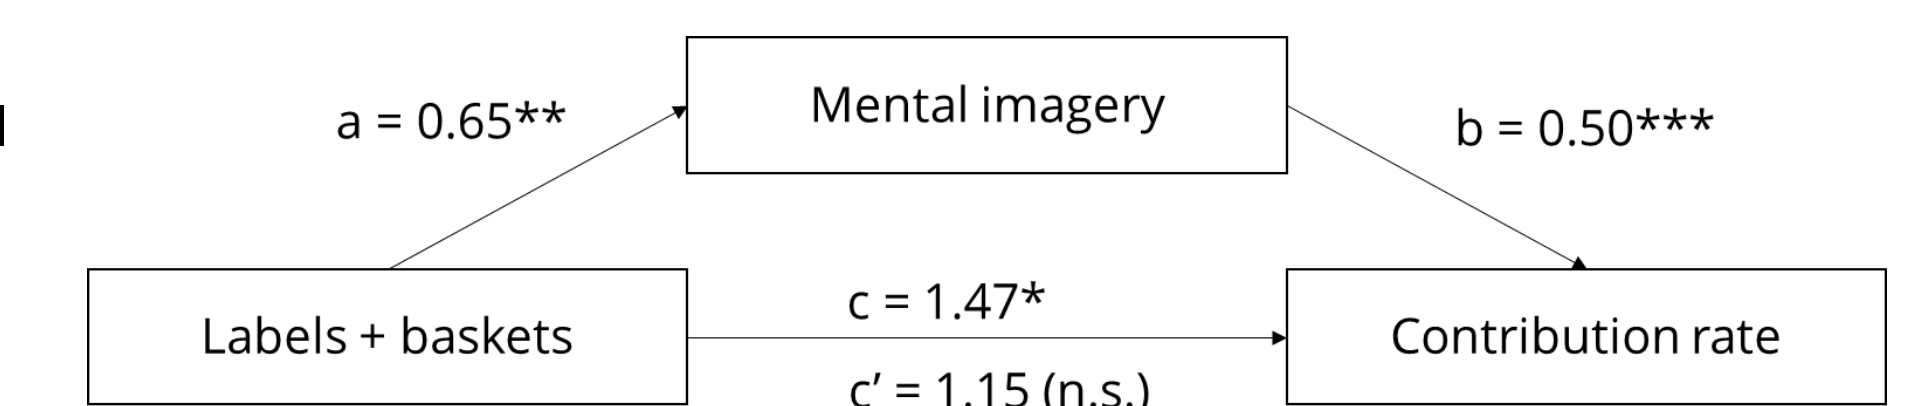 Mental imagery
a = 0.65**
b = 0.50***
c = 1.47*
Labels + baskets
Contribution rate
c’ = 1.15 (n.s.)